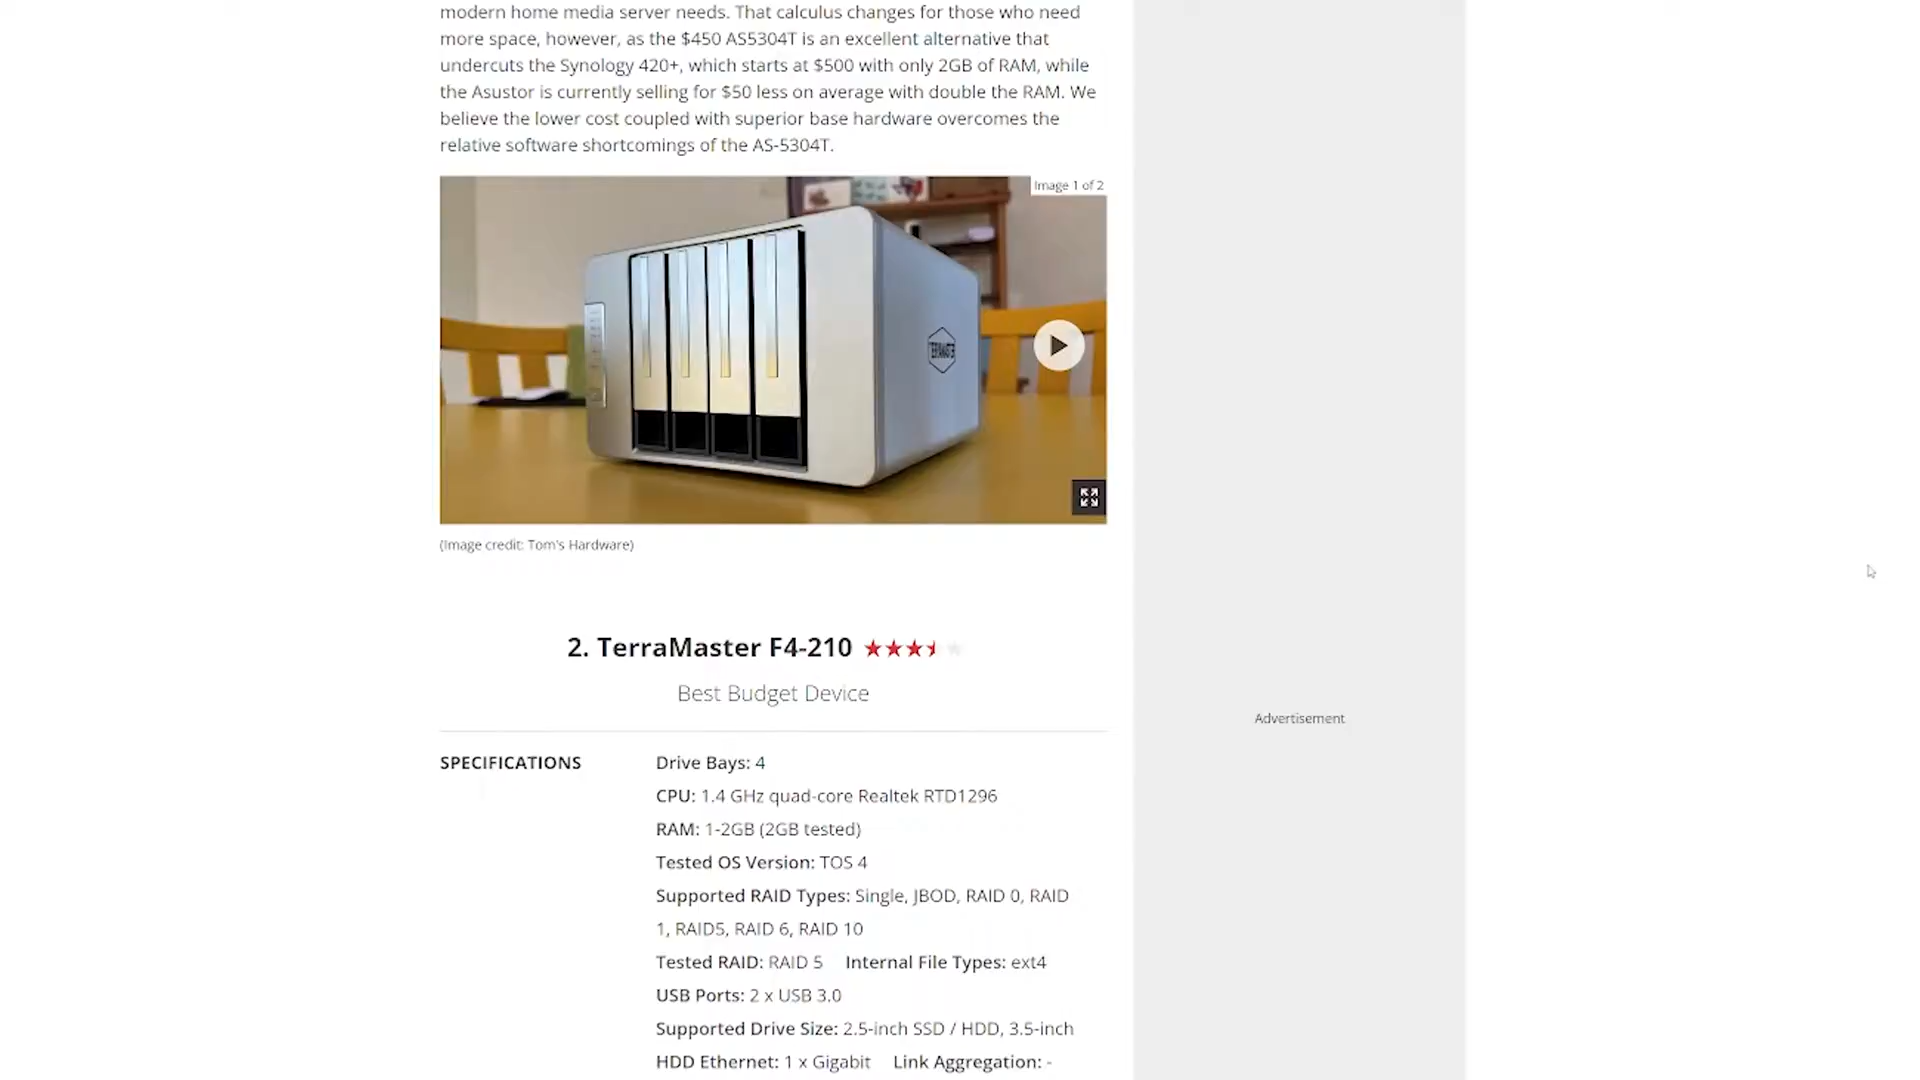 modern home media server needs. That calculus changes for those who need
more space, however, as the $450 AS5304T is an excellent alternative that
undercuts the Synology 420+, which starts at $500 with only 2GB of RAM, while
the Asustor is currently selling for $50 less on average with double the RAM. We
believe the lower cost coupled with superior base hardware overcomes the
relative software shortcomings of the AS-5304T.
Image 1 of 2
TERRAMASTER
(Image credit: Tom's Hardware)
2. TerraMaster F4-210
Best Budget Device
SPECIFICATIONS
Drive Bays: 4
CPU: 1.4 GHz quad-core Realtek RTD1296
RAM: 1-2GB (2GB tested)
Tested OS Version: TOS 4
Supported RAID Types: Single, JBOD, RAID 0, RAID
1, RAID5, RAID 6, RAID 10
Tested RAID: RAID 5 Internal File Types: ext4
USB Ports: 2 x USB 3.0
Supported Drive Size: 2.5-inch SSD / HDD, 3.5-inch
HDD Ethernet: 1 x Gigabit Link Aggregation: -
Advertisement